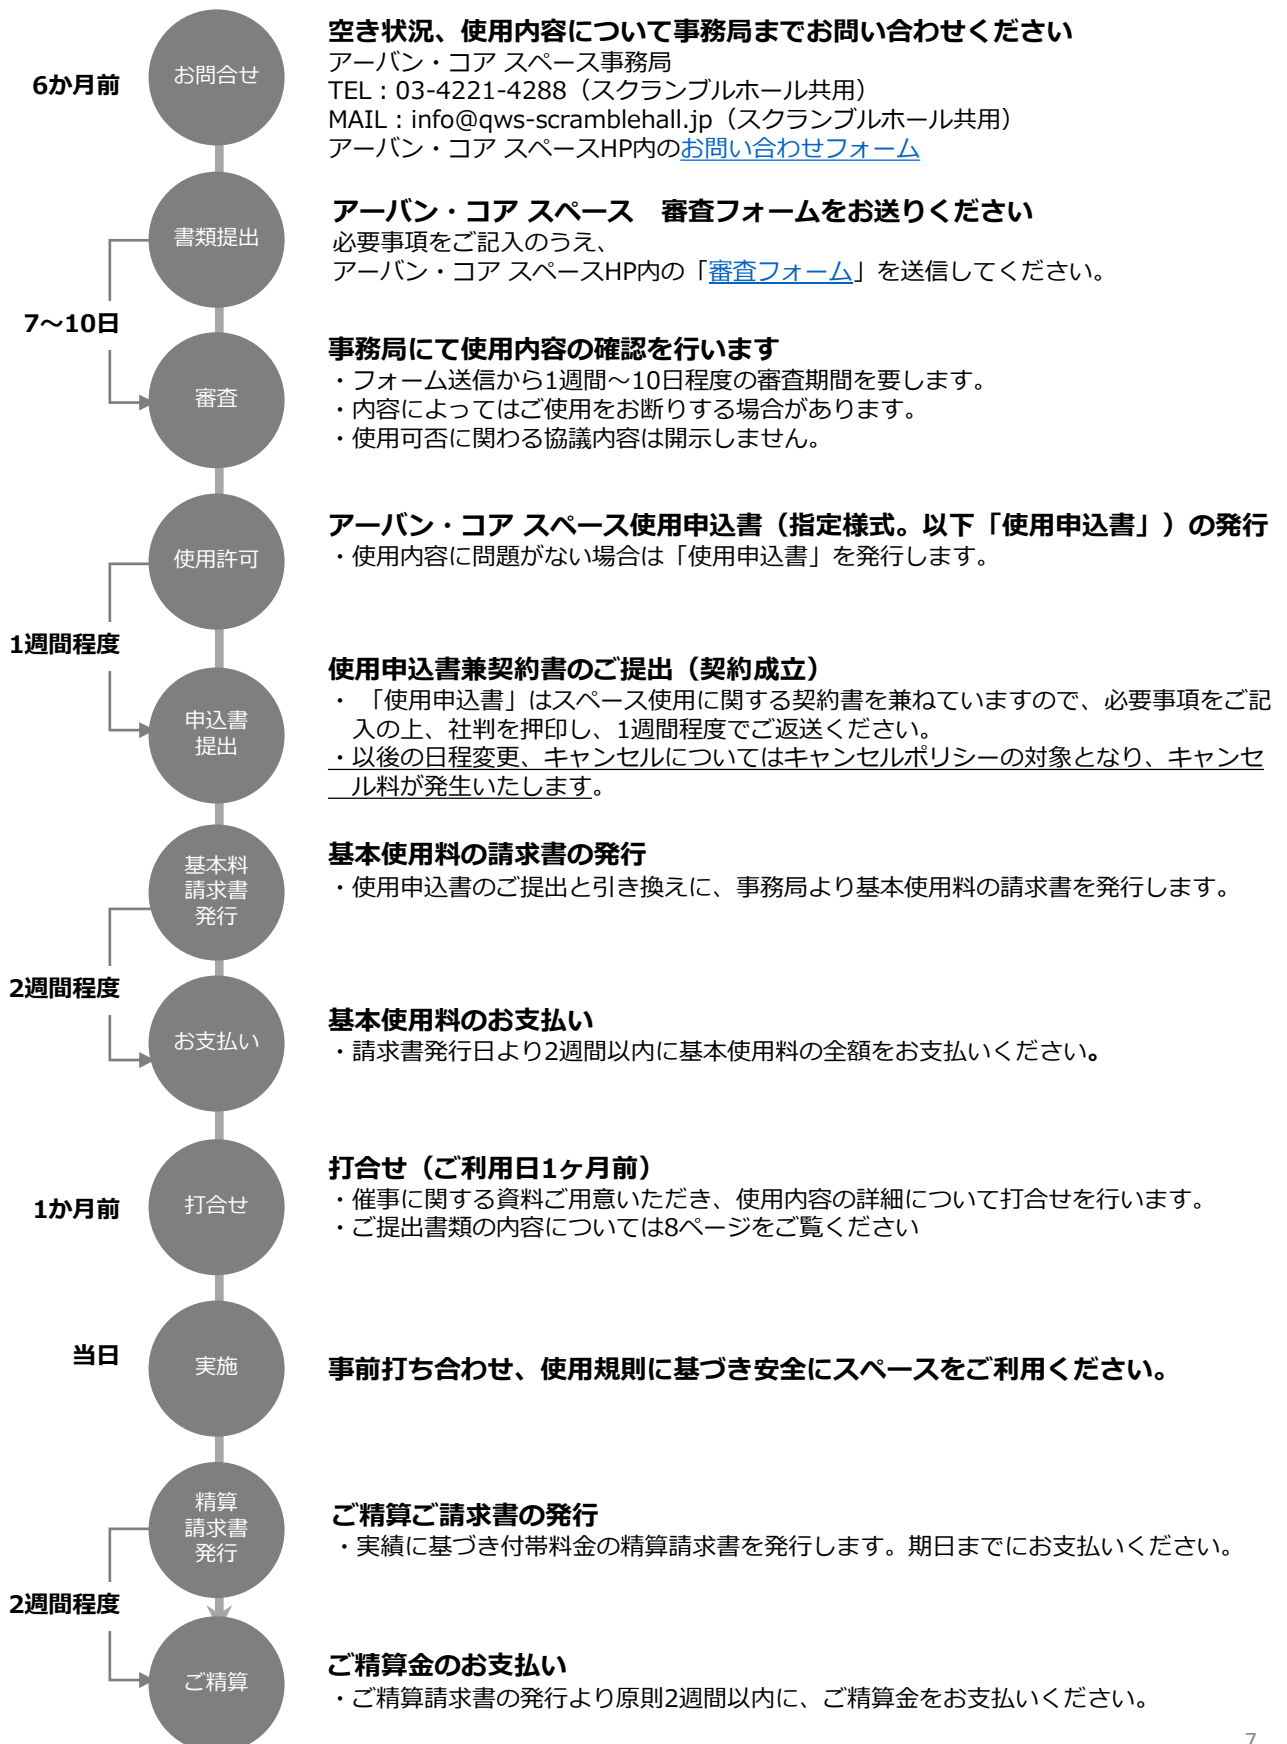 6か月前
お問合せ
空き状況、使用内容について事務局までお問い合わせください
アーバン・コア スペース事務局
TEL：03-4221-4288（スクランブルホール共用）
MAIL：info@qws-scramblehall.jp（スクランブルホール共用）
アーバン・コア スペースHP内のお問い合わせフォーム
書類提出
アーバン・コア スペース　審査フォームをお送りください
必要事項をご記入のうえ、
アーバン・コア スペースHP内の「審査フォーム」を送信してください。
7～10日
審査
事務局にて使用内容の確認を行います
・フォーム送信から1週間～10日程度の審査期間を要します。
・内容によってはご使用をお断りする場合があります。
・使用可否に関わる協議内容は開示しません。
使用許可
アーバン・コア スペース使用申込書（指定様式。以下「使用申込書」）の発行
・使用内容に問題がない場合は「使用申込書」を発行します。
1週間程度
申込書
提出
使用申込書兼契約書のご提出（契約成立）
・ 「使用申込書」はスペース使用に関する契約書を兼ねていますので、必要事項をご記
入の上、社判を押印し、1週間程度でご返送ください。
・以後の日程変更、キャンセルについてはキャンセルポリシーの対象となり、キャンセ
ル料が発生いたします。
基本料
請求書
発行
基本使用料の請求書の発行
・使用申込書のご提出と引き換えに、事務局より基本使用料の請求書を発行します。
2週間程度
お支払い
基本使用料のお支払い
・請求書発行日より2週間以内に基本使用料の全額をお支払いください。
1か月前
打合せ
打合せ（ご利用日1ヶ月前）
・催事に関する資料ご用意いただき、使用内容の詳細について打合せを行います。
・ご提出書類の内容については8ページをご覧ください
当日
実施
事前打ち合わせ、使用規則に基づき安全にスペースをご利用ください。
精算
請求書
発行
ご精算ご請求書の発行
・実績に基づき付帯料金の精算請求書を発行します。期日までにお支払いください。
2週間程度
ご精算
ご精算金のお支払い
・ご精算請求書の発行より原則2週間以内に、ご精算金をお支払いください。
7